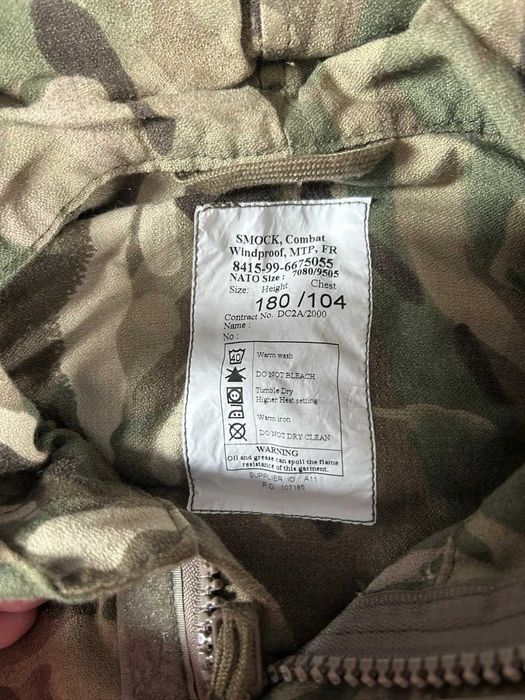 SMOCK, Combat
Windproof, MTP, FR
8415-99-6675055
NATO Size : 7080/9505
Size: Height Chest
180 /104
Contract No. DC2A/2000
Name :
No :
40 Warm wash
DO NOT BLEACH
Tumble Dry
Higher Heat setting
Warm iron
DO NOT DRY CLEAN
WARNING
Oil and grease can spoil the flame
resistance of this garment.
SUPPLIER ID / A11
P.O. 107185